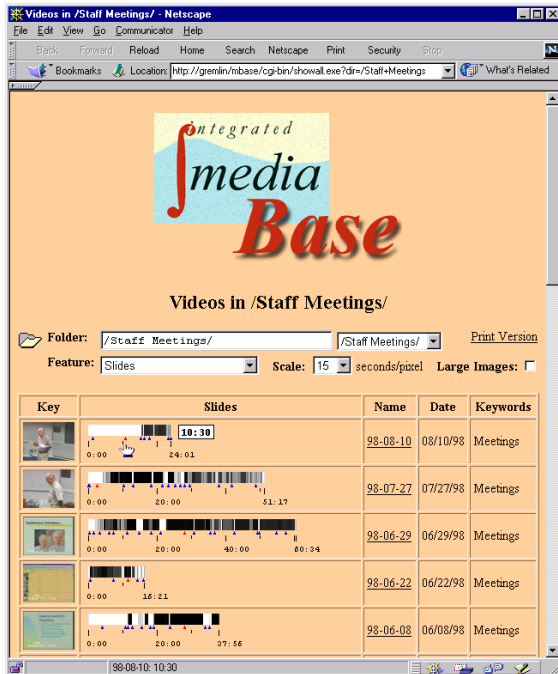 Videos in /Staff Meetings/ - Netscape
File Edit View Go Communicator Help
Back Forward Reload Home Search Netscape Print Security Stop
Bookmarks Location: http://gremlin/mbase/cgi-bin/showall.exe?dir=/Staff+Meetings What's Related
integrated
media
Base
Videos in /Staff Meetings/
Folder: /Staff Meetings/ /Staff Meetings/ Print Version
Feature: Slides Scale: 15 seconds/pixel Large Images:
Key Slides Name Date Keywords
10:30
98-08-10 08/10/98 Meetings
0:00 24:01
98-07-27 07/27/98 Meetings
0:00 20:00 51:17
98-06-29 06/29/98 Meetings
0:00 20:00 40:00 60:34
98-06-22 06/22/98 Meetings
0:00 16:21
98-06-08 06/08/98 Meetings
0:00 20:00 37:56
98-08-10: 10:30